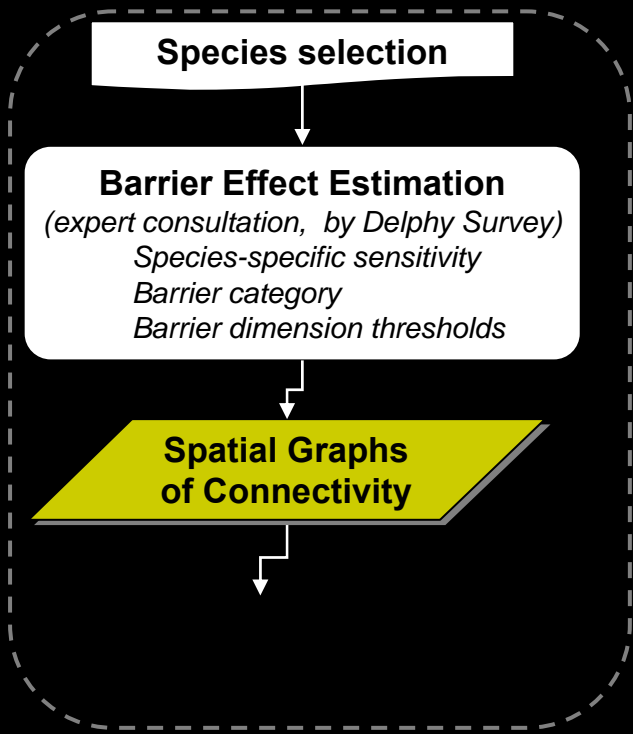 Species selection
Barrier Effect Estimation
(expert consultation, by Delphy Survey)
Species-specific sensitivity
Barrier category
Barrier dimension thresholds
Spatial Graphs
of Connectivity